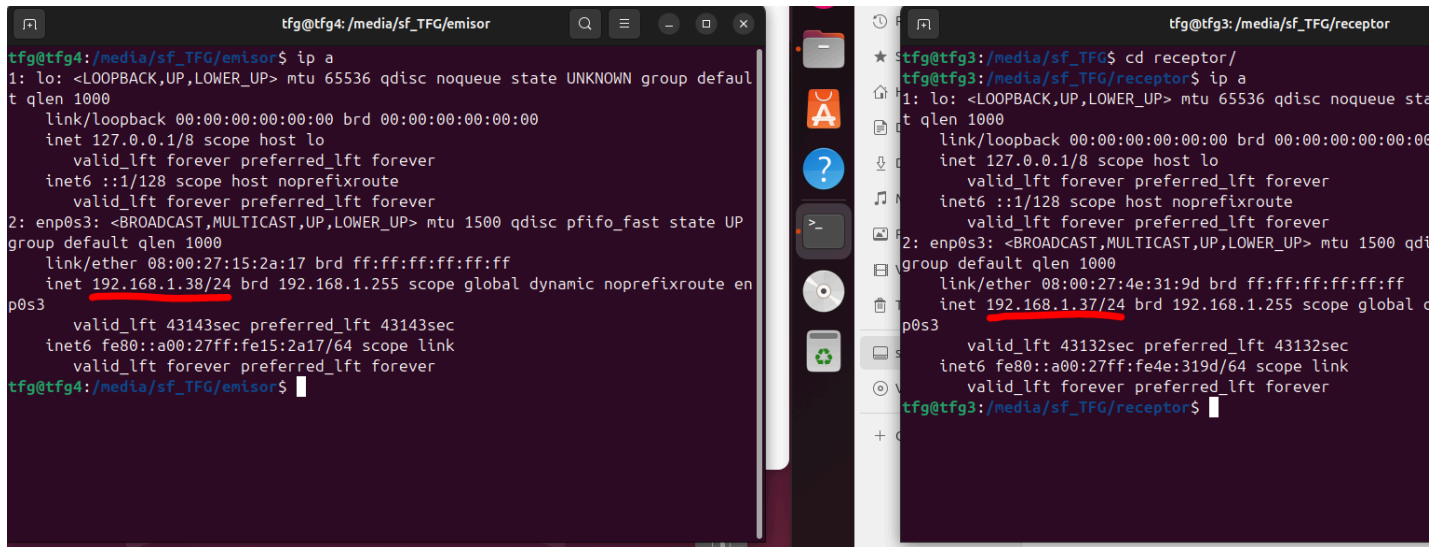 tfg@tfg4: /media/sf_TFG/emisor
tfg@tfg4:/media/sf_TFG/emisor$ ip a
1: lo: <LOOPBACK,UP,LOWER_UP> mtu 65536 qdisc noqueue state UNKNOWN group defaul
t qlen 1000
link/loopback 00:00:00:00:00:00 brd 00:00:00:00:00:00
inet 127.0.0.1/8 scope host lo
valid_lft forever preferred_lft forever
inet6 ::1/128 scope host noprefixroute
valid_lft forever preferred_lft forever
2: enp0s3: <BROADCAST,MULTICAST,UP,LOWER_UP> mtu 1500 qdisc pfifo_fast state UP
group default qlen 1000
link/ether 08:00:27:15:2a:17 brd ff:ff:ff:ff:ff:ff
inet 192.168.1.38/24 brd 192.168.1.255 scope global dynamic noprefixroute en
p0s3
valid_lft 43143sec preferred_lft 43143sec
inet6 fe80::a00:27ff:fe15:2a17/64 scope link
valid_lft forever preferred_lft forever
tfg@tfg4:/media/sf_TFG/emisor$
tfg@tfg3: /media/sf_TFG/receptor
tfg@tfg3:/media/sf_TFG$ cd receptor/
tfg@tfg3:/media/sf_TFG/receptor$ ip a
1: lo: <LOOPBACK,UP,LOWER_UP> mtu 65536 qdisc noqueue sta
t qlen 1000
link/loopback 00:00:00:00:00:00 brd 00:00:00:00:00:00
inet 127.0.0.1/8 scope host lo
valid_lft forever preferred_lft forever
inet6 ::1/128 scope host noprefixroute
valid_lft forever preferred_lft forever
2: enp0s3: <BROADCAST,MULTICAST,UP,LOWER_UP> mtu 1500 qdi
group default qlen 1000
link/ether 08:00:27:4e:31:9d brd ff:ff:ff:ff:ff:ff
inet 192.168.1.37/24 brd 192.168.1.255 scope global
p0s3
valid_lft 43132sec preferred_lft 43132sec
inet6 fe80::a00:27ff:fe4e:319d/64 scope link
valid_lft forever preferred_lft forever
tfg@tfg3:/media/sf_TFG/receptor$